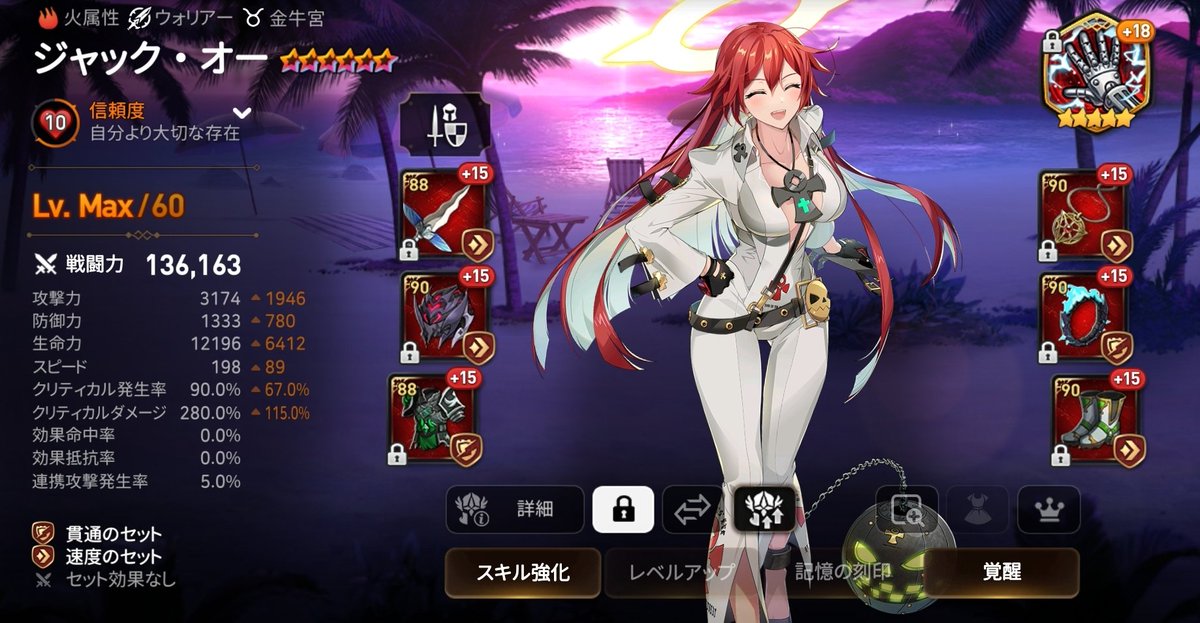 火属性 ウォリアー 金牛宮
ジャック・オー
10 信頼度
自分より大切な存在
Lv. Max/60
戦闘力 136,163
攻撃力 3174 1946
防御力 1333 780
生命力 12196 6412
スピード 198 89
クリティカル発生率 90.0% 67.0%
クリティカルダメージ 280.0% 115.0%
効果命中率 0.0%
効果抵抗率 0.0%
連携攻撃発生率 5.0%
貫通のセット
速度のセット
セット効果なし
88 +15
90 +15
88 +15
+18
90 +15
90 +15
90 +15
詳細
スキル強化 レベルアップ 記憶の刻印 覚醒